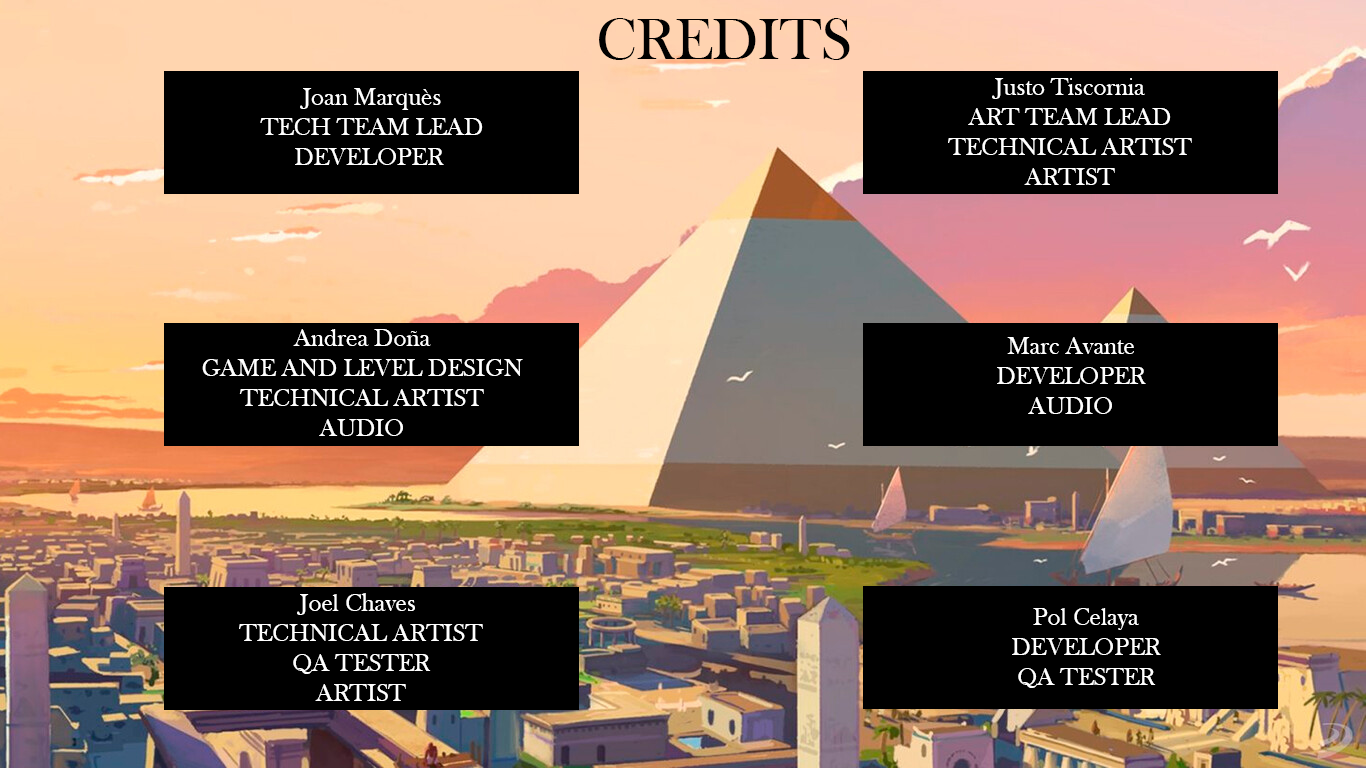 CREDITS
Joan Marquès
TECH TEAM LEAD
DEVELOPER
Justo Tiscornia
ART TEAM LEAD
TECHNICAL ARTIST
ARTIST
Andrea Doña
GAME AND LEVEL DESIGN
TECHNICAL ARTIST
AUDIO
Marc Avante
DEVELOPER
AUDIO
Joel Chaves
TECHNICAL ARTIST
QA TESTER
ARTIST
Pol Celaya
DEVELOPER
QA TESTER